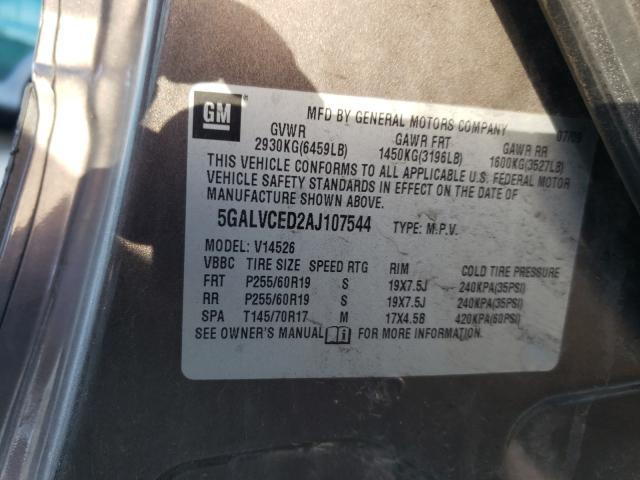 GM
MFD BY GENERAL MOTORS COMPANY 07/09
GVWR GAWR FRT GAWR RR
2930KG(6459LB) 1450KG(3196LB) 1600KG(3527LB)
THIS VEHICLE CONFORMS TO ALL APPLICABLE U.S. FEDERAL MOTOR
VEHICLE SAFETY STANDARDS IN EFFECT ON THE DATE OF
MANUFACTURE SHOWN ABOVE.
5GALVCED2AJ107544 TYPE: M.P.V.
MODEL: V14526
VBBC TIRE SIZE SPEED RTG RIM COLD TIRE PRESSURE
FRT P255/60R19 S 19X7.5J 240KPA(35PSI)
RR P255/60R19 S 19X7.5J 240KPA(35PSI)
SPA T145/70R17 M 17X4.5B 420KPA(60PSI)
SEE OWNER'S MANUAL FOR MORE INFORMATION.